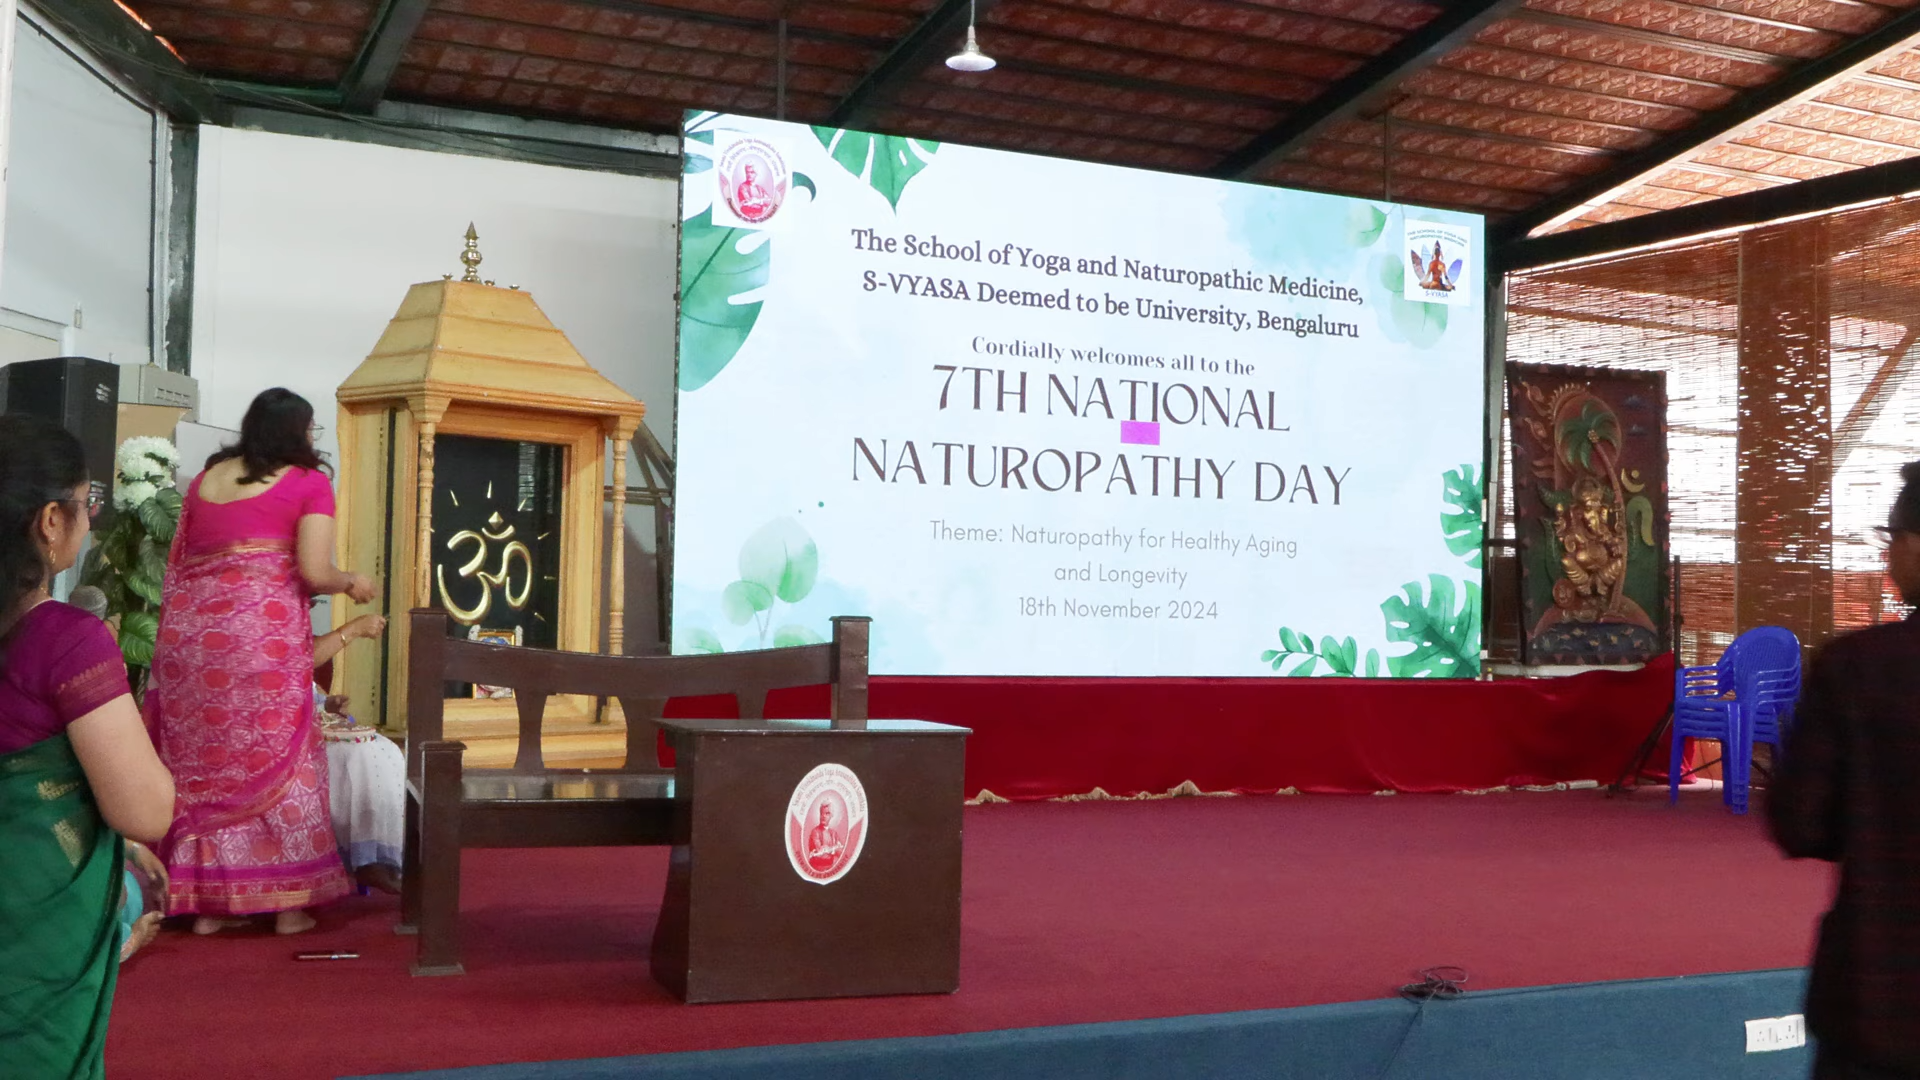 The School of Yoga and Naturopathic Medicine,
S-VYASA Deemed to be University, Bengaluru
Cordially welcomes all to the
7TH NATIONAL
NATUROPATHY DAY
Theme: Naturopathy for Healthy Aging
and Longevity
18th November 2024
S-VYASA
ॐ